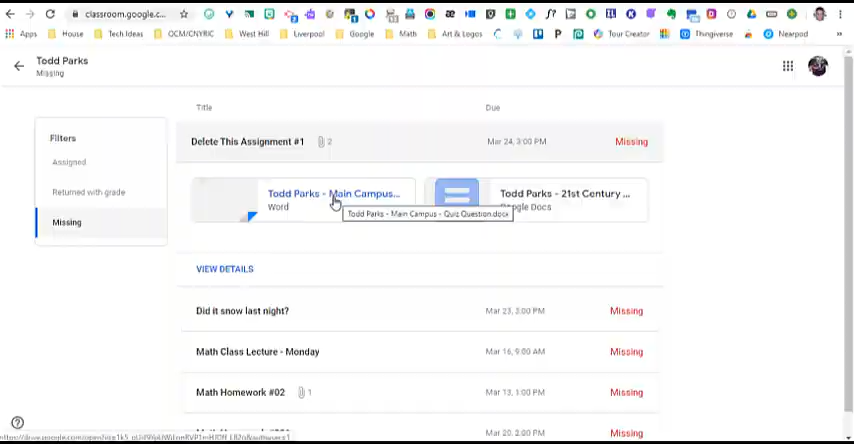 classroom.google.c...
Apps House Tech Ideas OCM/CNYRIC West Hill Liverpool Google Math Art & Logos Tour Creator Thingiverse Nearpod
Todd Parks
Missing
Title Due
Filters
Assigned
Returned with grade
Missing
Delete This Assignment #1 2 Mar 24, 3:00 PM Missing
Todd Parks - Main Campus...
Word
Todd Parks - 21st Century ...
Google Docs
Todd Parks - Main Campus - Quiz Question.docx
VIEW DETAILS
Did it snow last night? Mar 23, 3:00 PM Missing
Math Class Lecture - Monday Mar 16, 9:00 AM Missing
Math Homework #02 1 Mar 13, 1:00 PM Missing
Mar 20, 2:00 PM Missing